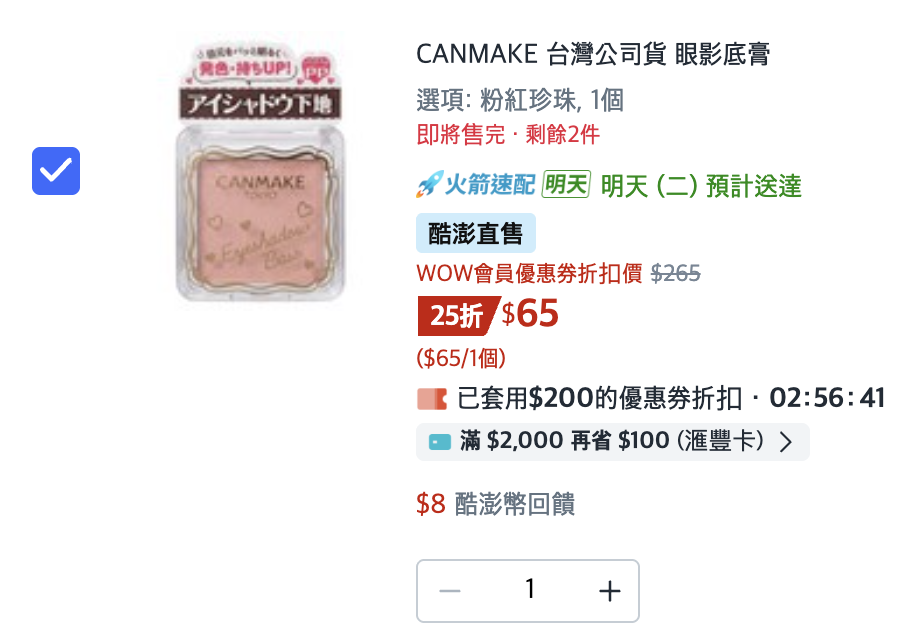 発色・持ちUP!
PP
アイシャドウ下地
CANMAKE
TOKYO
Eyeshadow
Base
CANMAKE 台灣公司貨 眼影底膏
選項: 粉紅珍珠, 1個
即將售完 · 剩餘2件
火箭速配 明天 明天 (二) 預計送達
酷澎直售
WOW會員優惠券折扣價 $265
25折 $65
($65/1個)
已套用$200的優惠券折扣 · 02:56:41
滿 $2,000 再省 $100 (滙豐卡)
$8 酷澎幣回饋
1